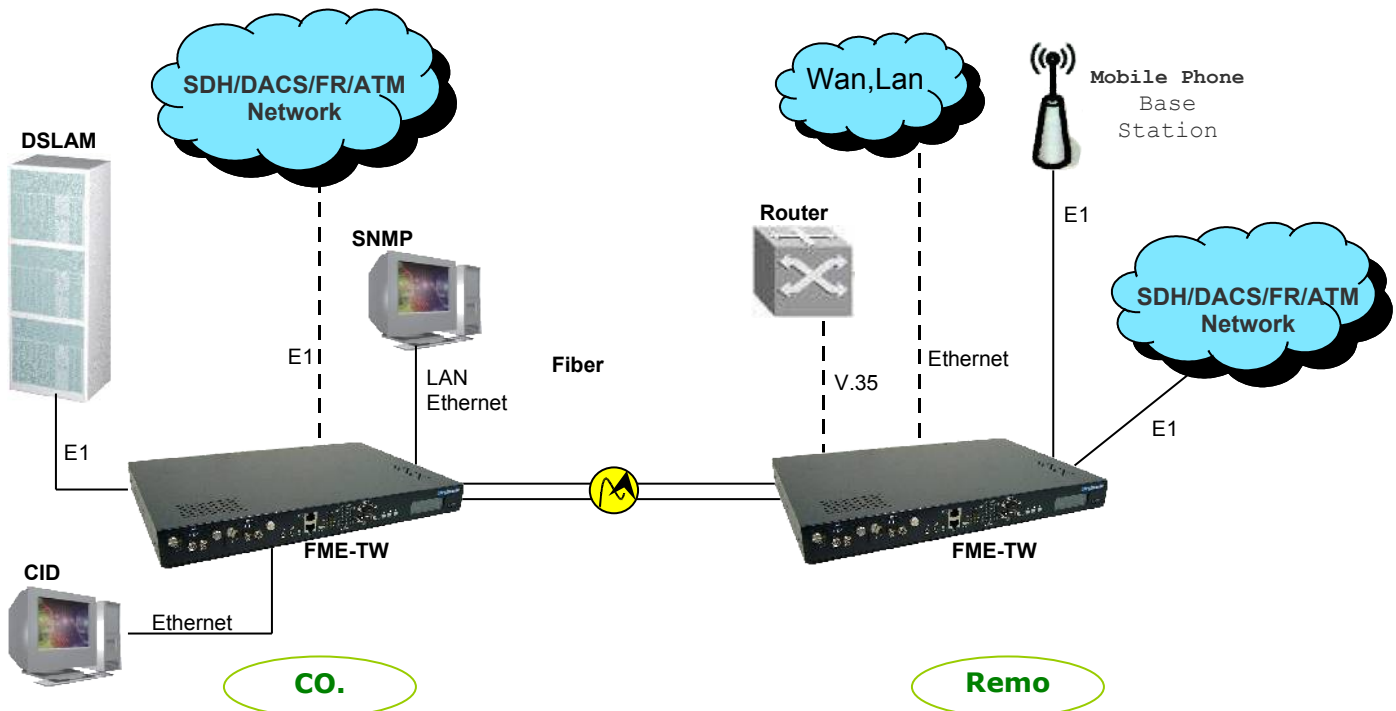 SDH/DACS/FR/ATM
Network
Wan,Lan
Mobile Phone
Base
Station
DSLAM
SNMP
Router
E1
SDH/DACS/FR/ATM
Network
E1
LAN
Ethernet
Fiber
V.35
Ethernet
E1
E1
FME-TW
FME-TW
CID
Ethernet
CO.
Remo